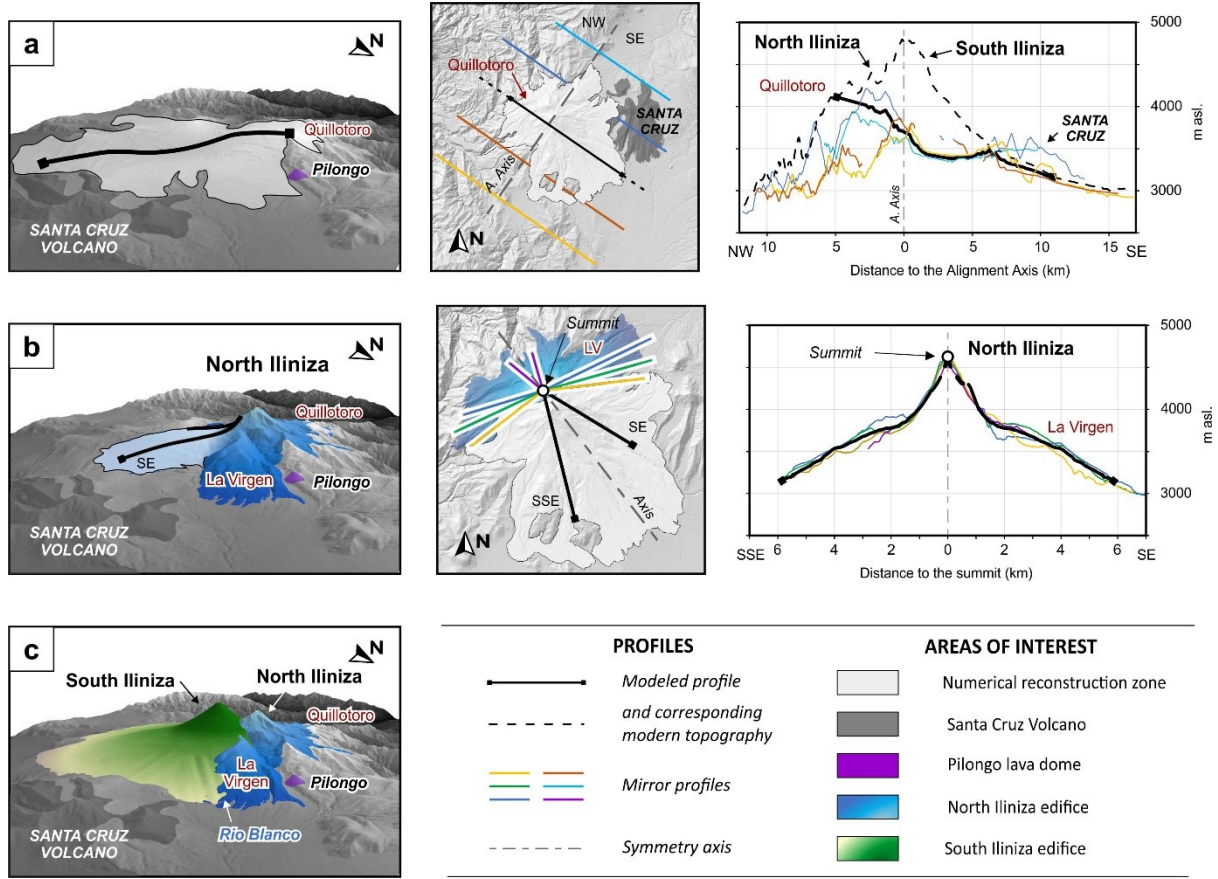 a
N
Quillotoro
Pilongo
SANTA CRUZ
VOLCANO
NW
SE
Quillotoro
SANTA
CRUZ
A. Axis
N
North Iliniza
South Iliniza
Quillotoro
SANTA
CRUZ
A. Axis
5000
4000
3000
m asl.
10 5 0 5 10 15
NW SE
Distance to the Alignment Axis (km)
b
N
North Iliniza
Quillotoro
SE
La Virgen
Pilongo
SANTA CRUZ
VOLCANO
Summit
LV
SE
SSE
Axis
N
Summit
North Iliniza
La Virgen
5000
4000
3000
m asl.
6 4 2 0 2 4 6
SSE SE
Distance to the summit (km)
c
N
South Iliniza
North Iliniza
Quillotoro
La
Virgen
Pilongo
Rio Blanco
SANTA CRUZ
VOLCANO
PROFILES
Modeled profile
and corresponding
modern topography
Mirror profiles
Symmetry axis
AREAS OF INTEREST
Numerical reconstruction zone
Santa Cruz Volcano
Pilongo lava dome
North Iliniza edifice
South Iliniza edifice